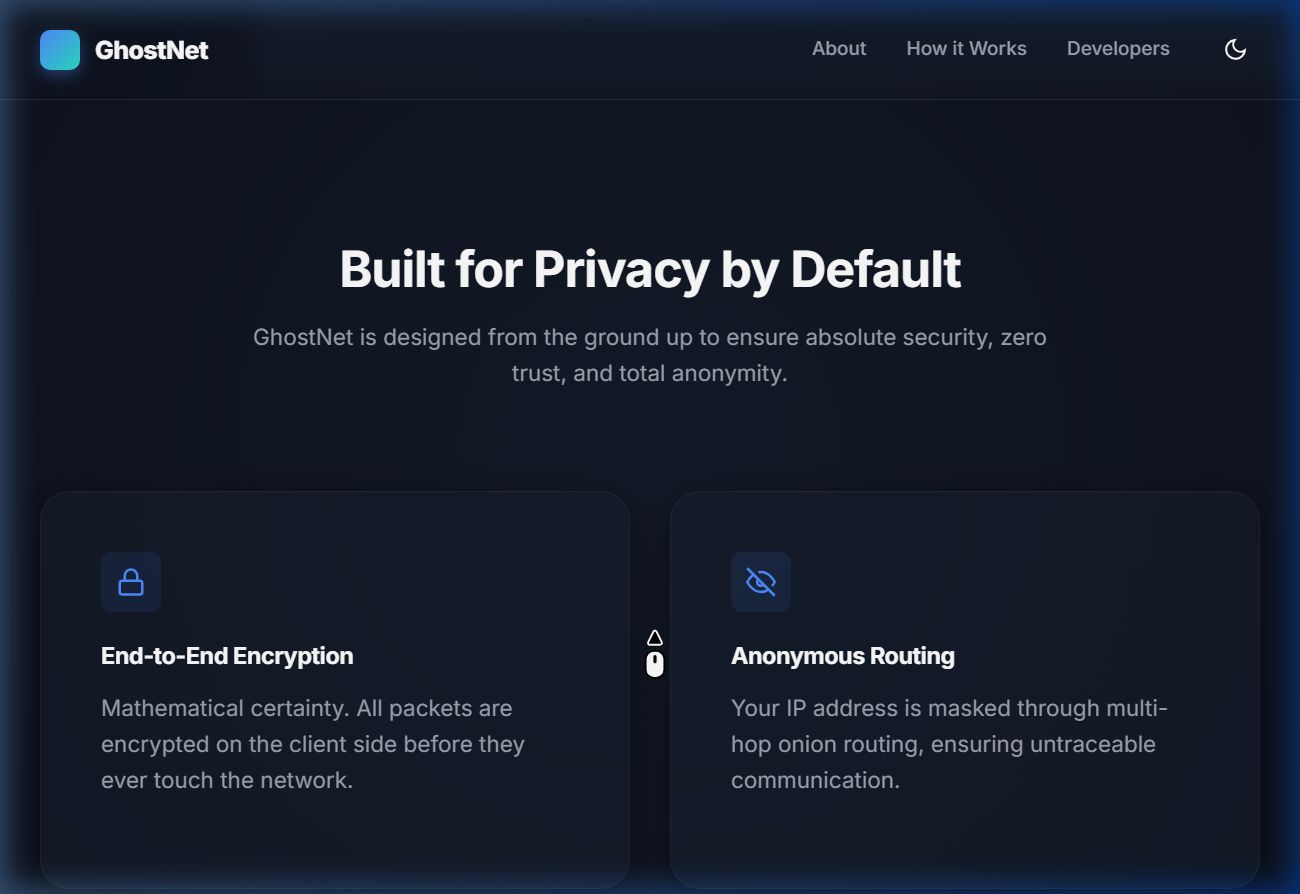 GhostNet
About
How it Works
Developers
Built for Privacy by Default
GhostNet is designed from the ground up to ensure absolute security, zero
trust, and total anonymity.
End-to-End Encryption
Mathematical certainty. All packets are
encrypted on the client side before they
ever touch the network.
Anonymous Routing
Your IP address is masked through multi-
hop onion routing, ensuring untraceable
communication.